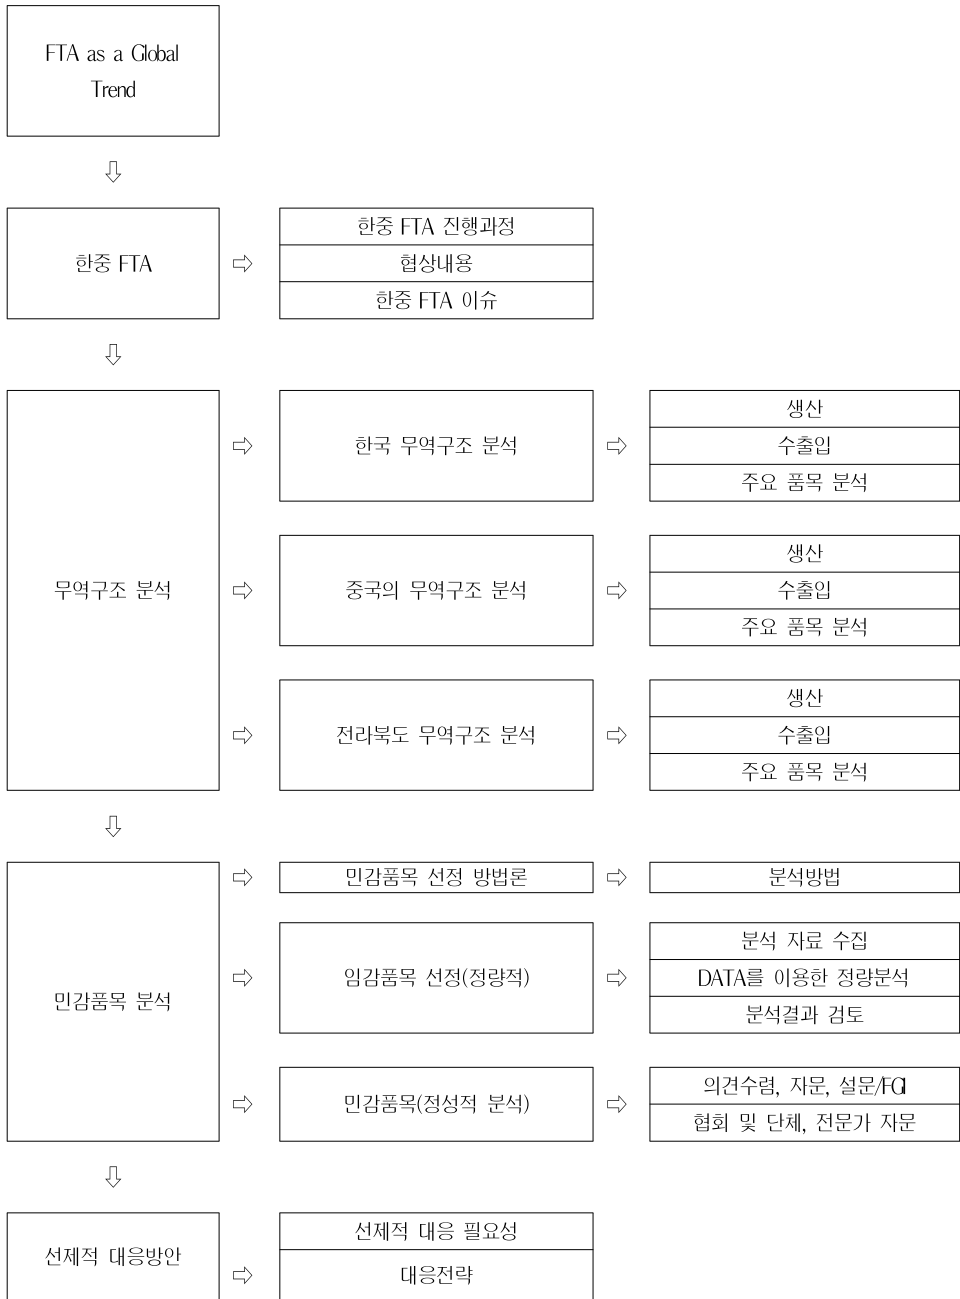 FTA as a Global
Trend
한중 FTA
한중 FTA 진행과정
협상내용
한중 FTA 이슈
무역구조 분석
한국 무역구조 분석
생산
수출입
주요 품목 분석
중국의 무역구조 분석
생산
수출입
주요 품목 분석
전라북도 무역구조 분석
생산
수출입
주요 품목 분석
민감품목 분석
민감품목 선정 방법론
분석방법
임감품목 선정(정량적)
분석 자료 수집
DATA를 이용한 정량분석
분석결과 검토
민감품목(정성적 분석)
의견수렴, 자문, 설문/FGI
협회 및 단체, 전문가 자문
선제적 대응방안
선제적 대응 필요성
대응전략